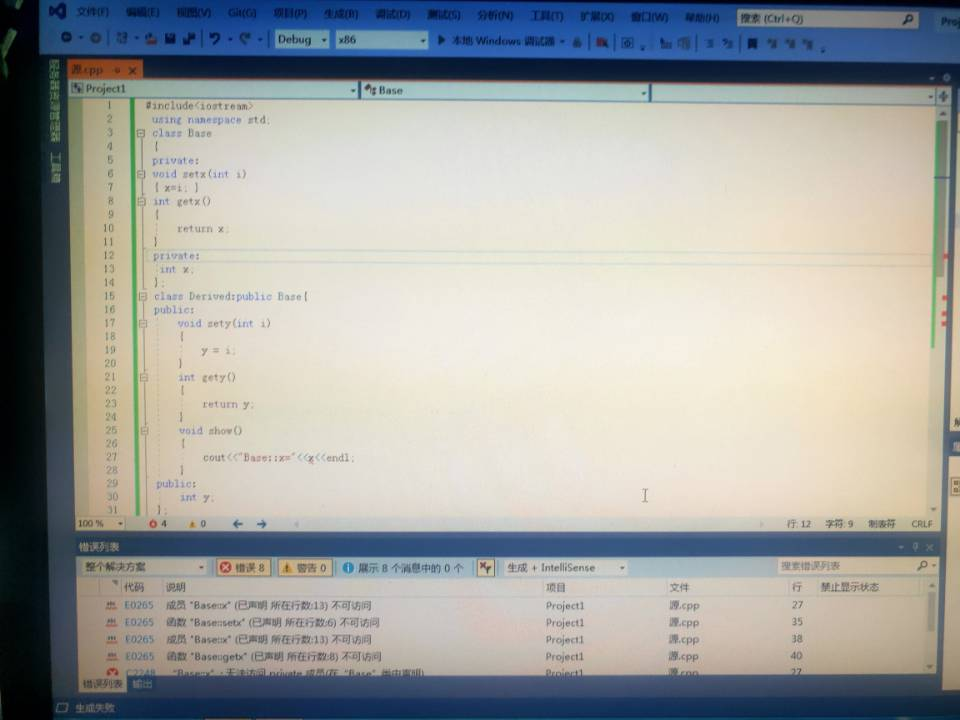 文件(F) 编辑(E) 视图(V) Git(G) 项目(P) 生成(B) 调试(D) 测试(S) 分析(N) 工具(T) 扩展(X) 窗口(W) 帮助(H) 搜索 (Ctrl+Q)
Debug x86 本地 Windows 调试器
源.cpp
Project1 Base
1 #include<iostream>
2 using namespace std;
3 class Base
4 {
5 private:
6 void setx(int i)
7 { x=i; }
8 int getx()
9 {
10 return x;
11 }
12 private:
13 int x;
14 };
15 class Derived:public Base{
16 public:
17 void sety(int i)
18 {
19 y = i;
20 }
21 int gety()
22 {
23 return y;
24 }
25 void show()
26 {
27 cout<<"Base::x="<<x<<endl;
28 }
29 public:
30 int y;
31 };
100 % 4 0 行: 12 字符: 9 制表符 CRLF
错误列表
整个解决方案 错误 8 警告 0 展示 8 个消息中的 0 个 生成 + IntelliSense 搜索错误列表
代码 说明 项目 文件 行 禁止显示状态
E0265 成员 "Base::x" (已声明 所在行数:13) 不可访问 Project1 源.cpp 27
E0265 函数 "Base::setx" (已声明 所在行数:6) 不可访问 Project1 源.cpp 35
E0265 成员 "Base::x" (已声明 所在行数:13) 不可访问 Project1 源.cpp 38
E0265 函数 "Base::getx" (已声明 所在行数:8) 不可访问 Project1 源.cpp 40
C2248 "Base::x": 无法访问 private 成员(在 "Base" 类中声明) Project1 源.cpp 27
错误列表 输出
生成失败